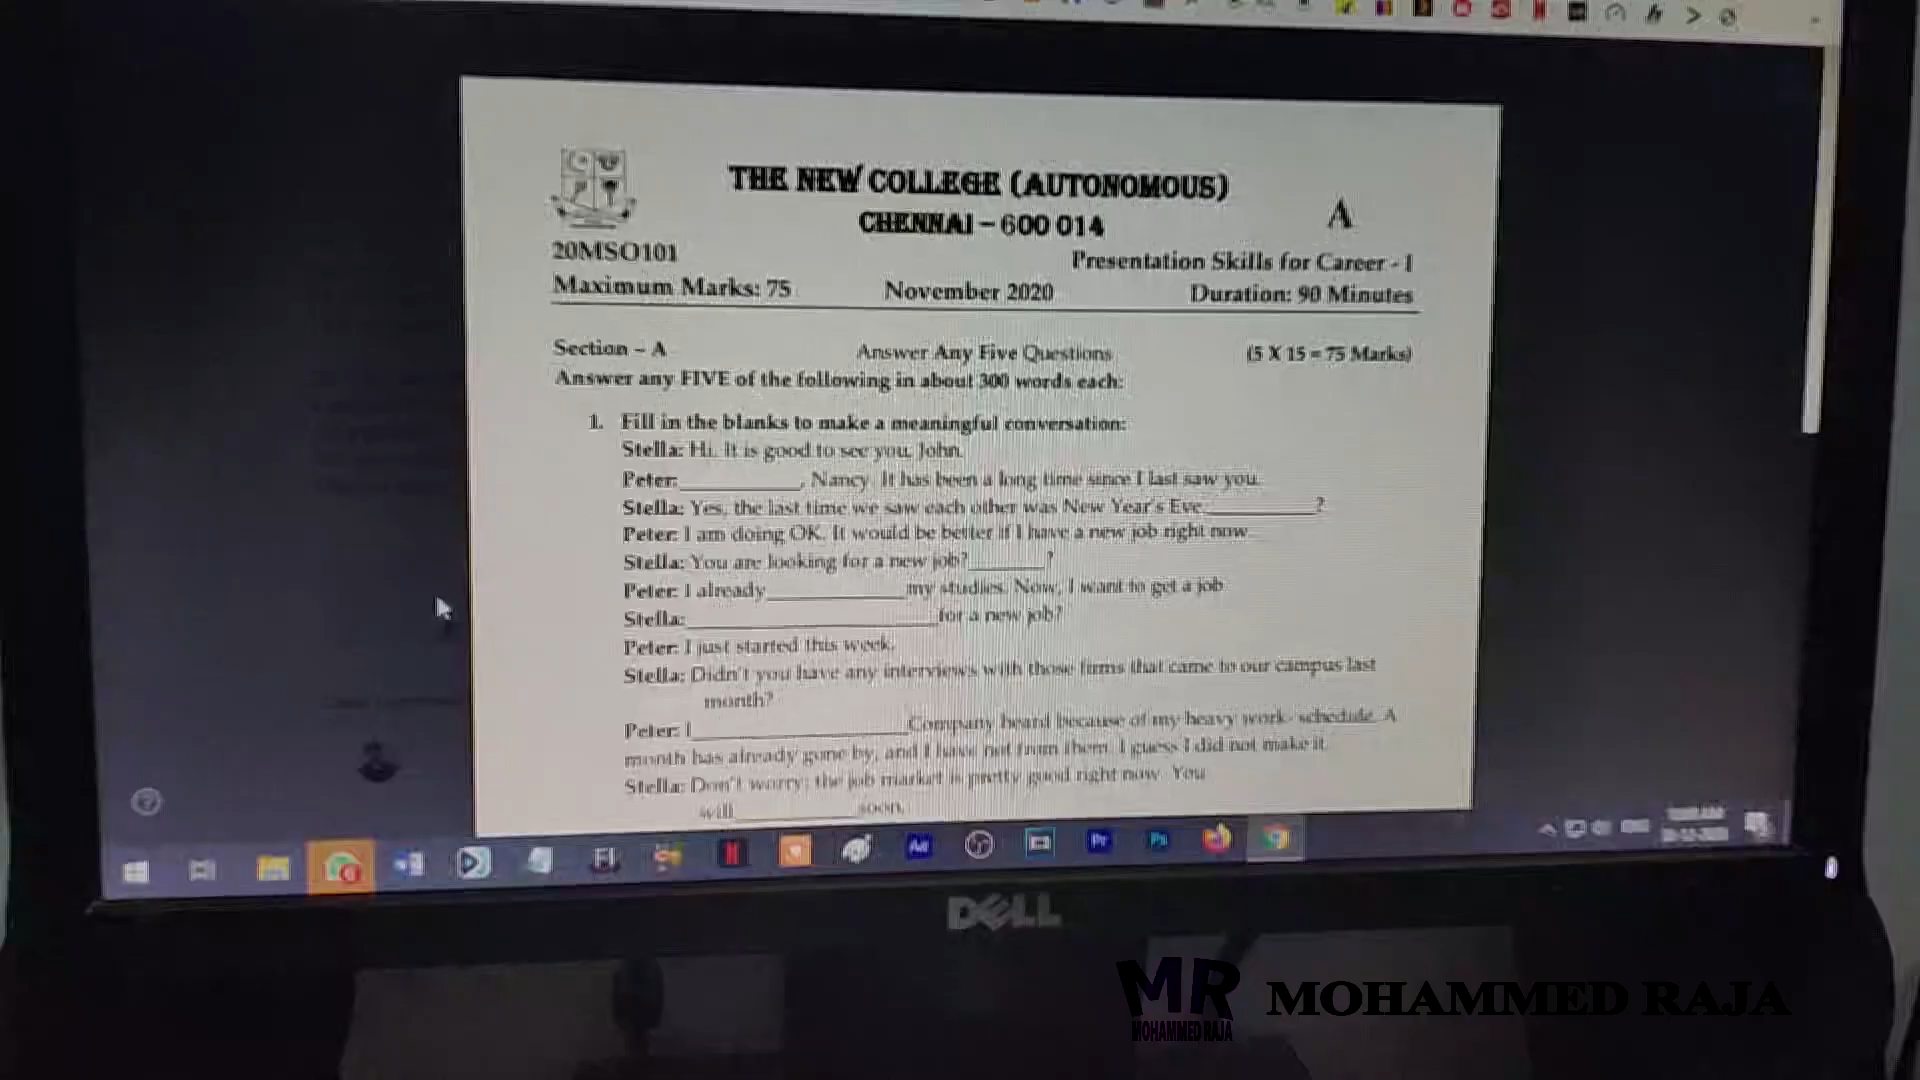 THE NEW COLLEGE (AUTONOMOUS)
CHENNAI – 600 014
A
20MSO101
Presentation Skills for Career - I
Maximum Marks: 75 November 2020 Duration: 90 Minutes
Section – A Answer Any Five Questions (5 X 15 = 75 Marks)
Answer any FIVE of the following in about 300 words each:
1. Fill in the blanks to make a meaningful conversation:
Stella: Hi. It is good to see you, John.
Peter: ____________, Nancy. It has been a long time since I last saw you.
Stella: Yes, the last time we saw each other was New Year's Eve. ___________?
Peter: I am doing OK. It would be better if I have a new job right now.
Stella: You are looking for a new job? ________?
Peter: I already ______________ my studies. Now, I want to get a job.
Stella: _________________________ for a new job?
Peter: I just started this week.
Stella: Didn't you have any interviews with those firms that came to our campus last
month?
Peter: I ______________________ Company heard because of my heavy work- schedule. A
month has already gone by, and I have not from them. I guess I did not make it.
Stella: Don't worry; the job market is pretty good right now. You
will ____________ soon.
DELL
MR MOHAMMED RAJA
MOHAMMED RAJA